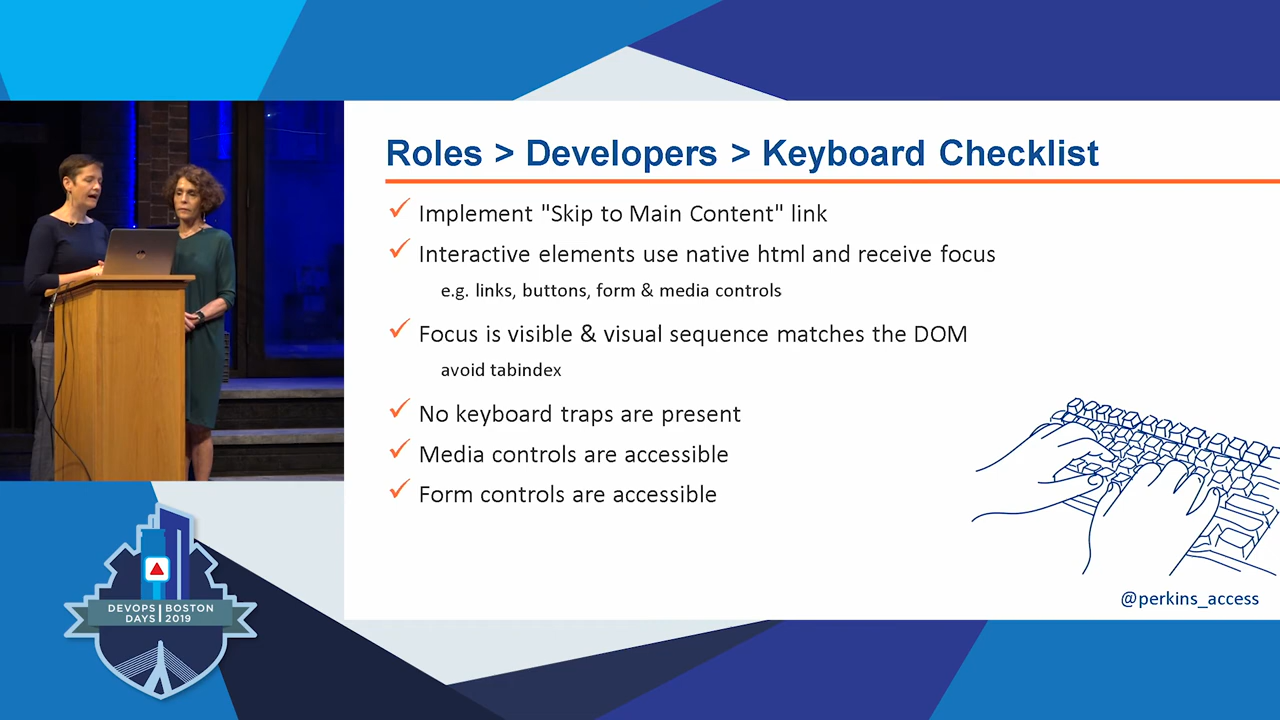 Roles > Developers > Keyboard Checklist
Implement "Skip to Main Content" link
Interactive elements use native html and receive focus
e.g. links, buttons, form & media controls
Focus is visible & visual sequence matches the DOM
avoid tabindex
No keyboard traps are present
Media controls are accessible
Form controls are accessible
@perkins_access
DEVOPS BOSTON
DAYS 2019